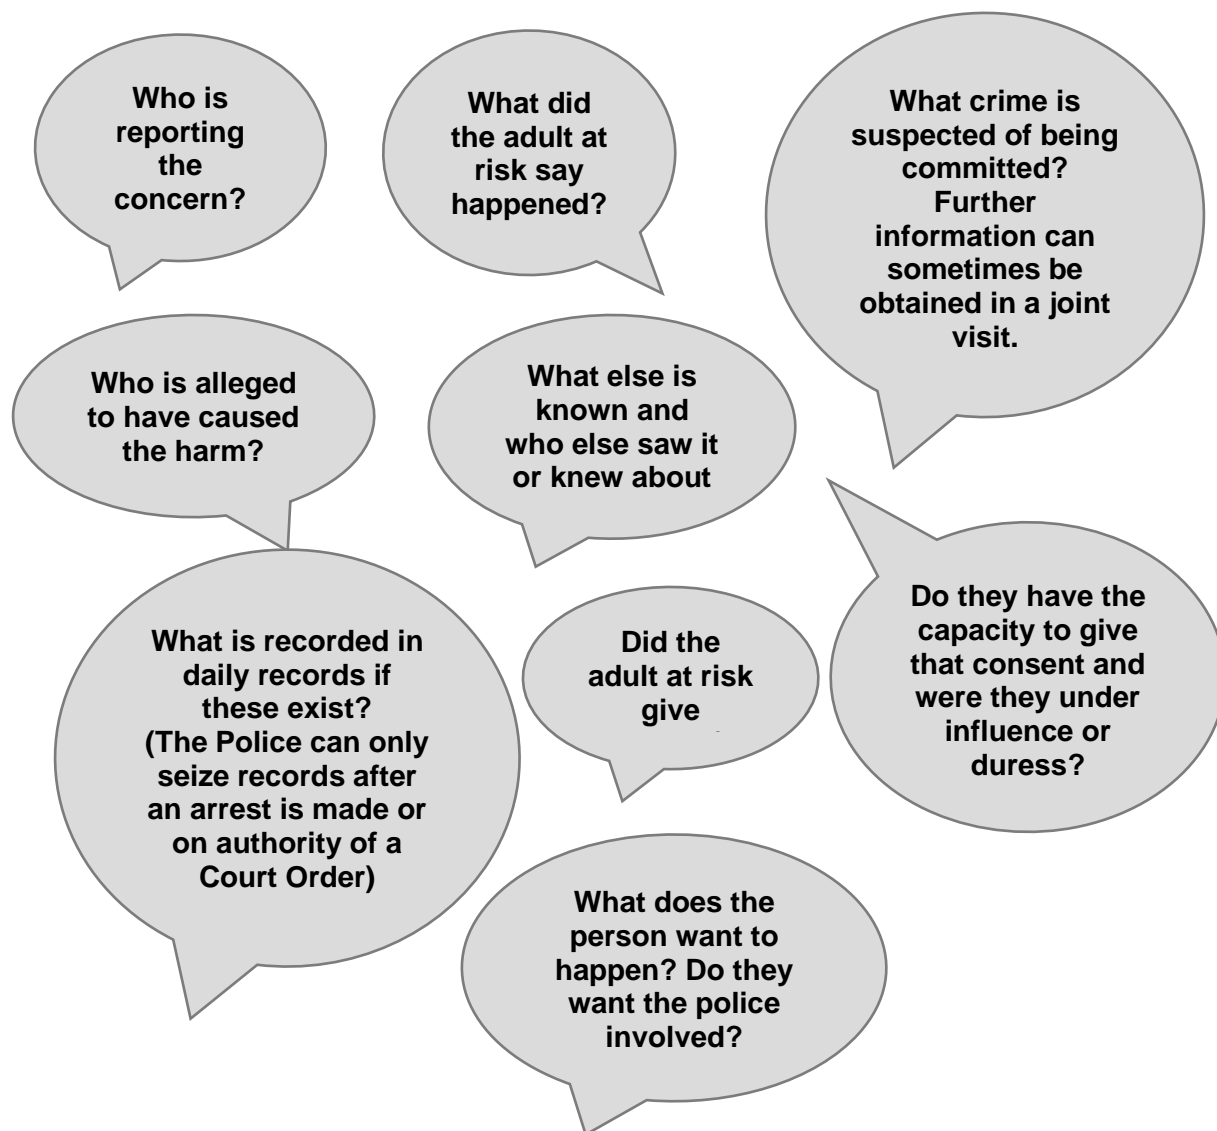 Who is
reporting
the
concern?
What did
the adult at
risk say
happened?
What crime is
suspected of being
committed?
Further
information can
sometimes be
obtained in a joint
visit.
Who is alleged
to have caused
the harm?
What else is
known and
who else saw it
or knew about
What is recorded in
daily records if
these exist?
(The Police can only
seize records after
an arrest is made or
on authority of a
Court Order)
Did the
adult at risk
give
Do they have the
capacity to give
that consent and
were they under
influence or
duress?
What does the
person want to
happen? Do they
want the police
involved?